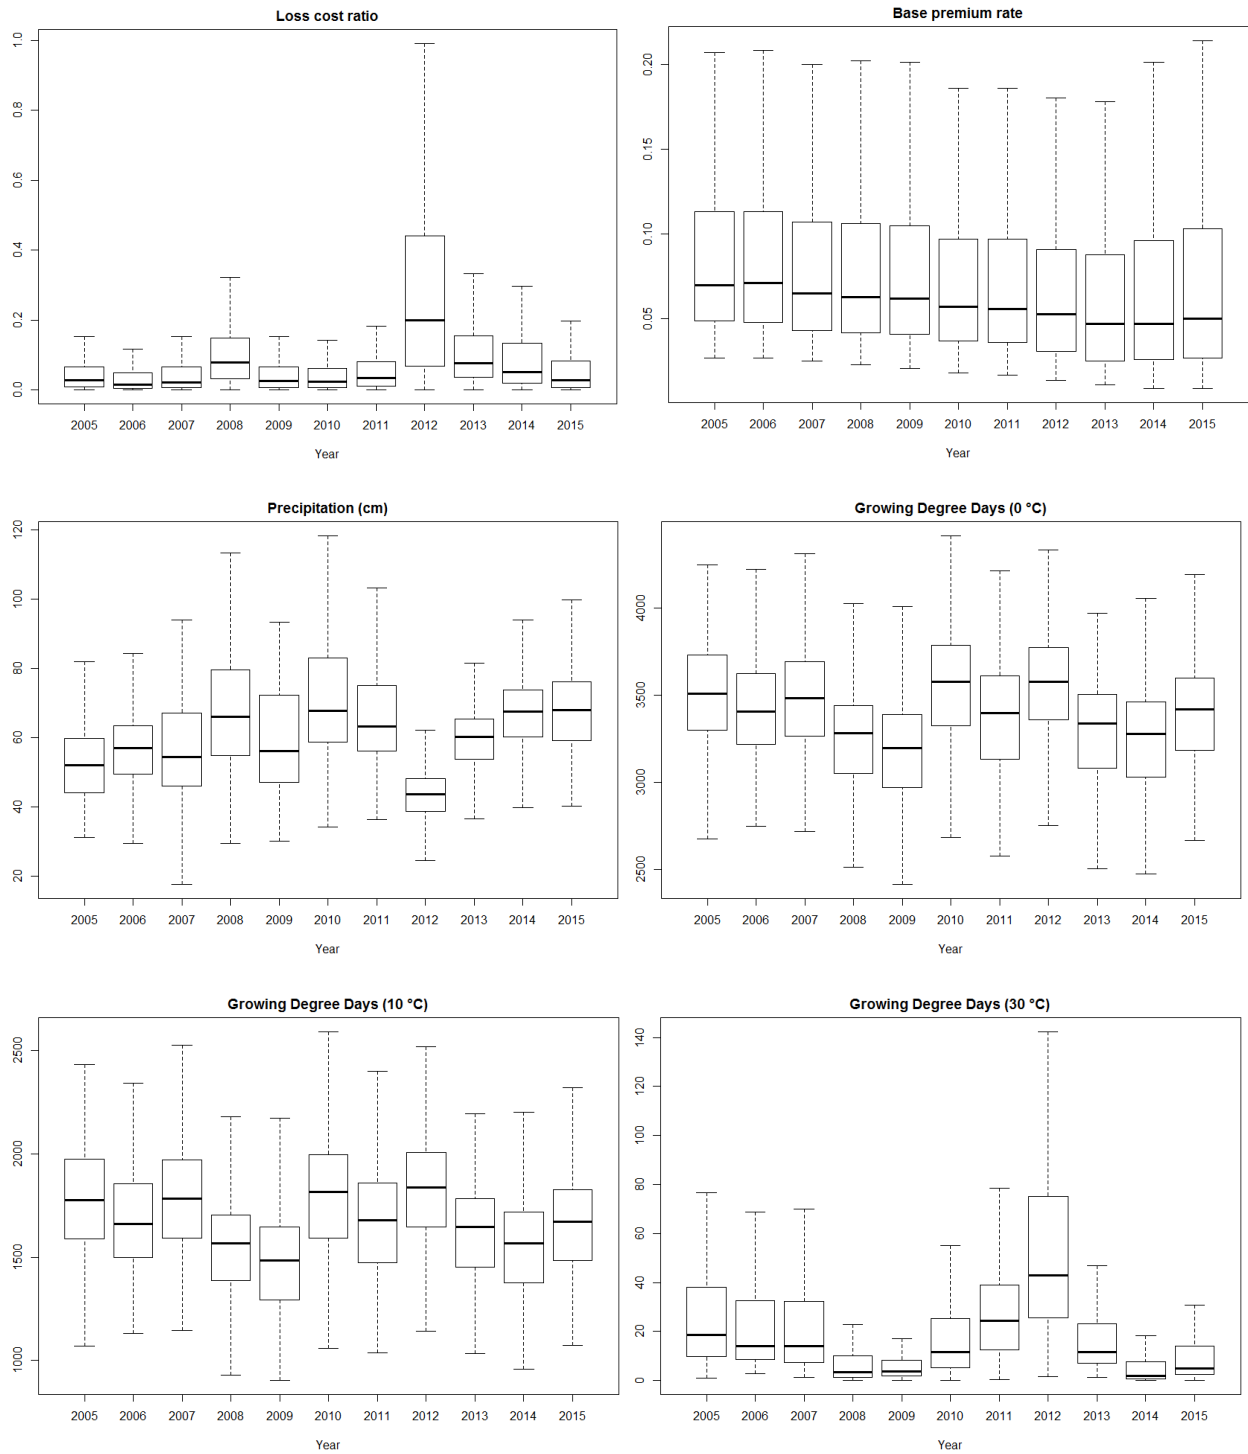 Loss cost ratio
1.0
0.8
0.6
0.4
0.2
0.0
2005 2006 2007 2008 2009 2010 2011 2012 2013 2014 2015
Year
Base premium rate
0.20
0.15
0.10
0.05
2005 2006 2007 2008 2009 2010 2011 2012 2013 2014 2015
Year
Precipitation (cm)
120
100
80
60
40
20
2005 2006 2007 2008 2009 2010 2011 2012 2013 2014 2015
Year
Growing Degree Days (0 °C)
4000
3500
3000
2500
2005 2006 2007 2008 2009 2010 2011 2012 2013 2014 2015
Year
Growing Degree Days (10 °C)
2500
2000
1500
1000
2005 2006 2007 2008 2009 2010 2011 2012 2013 2014 2015
Year
Growing Degree Days (30 °C)
140
120
100
80
60
40
20
0
2005 2006 2007 2008 2009 2010 2011 2012 2013 2014 2015
Year